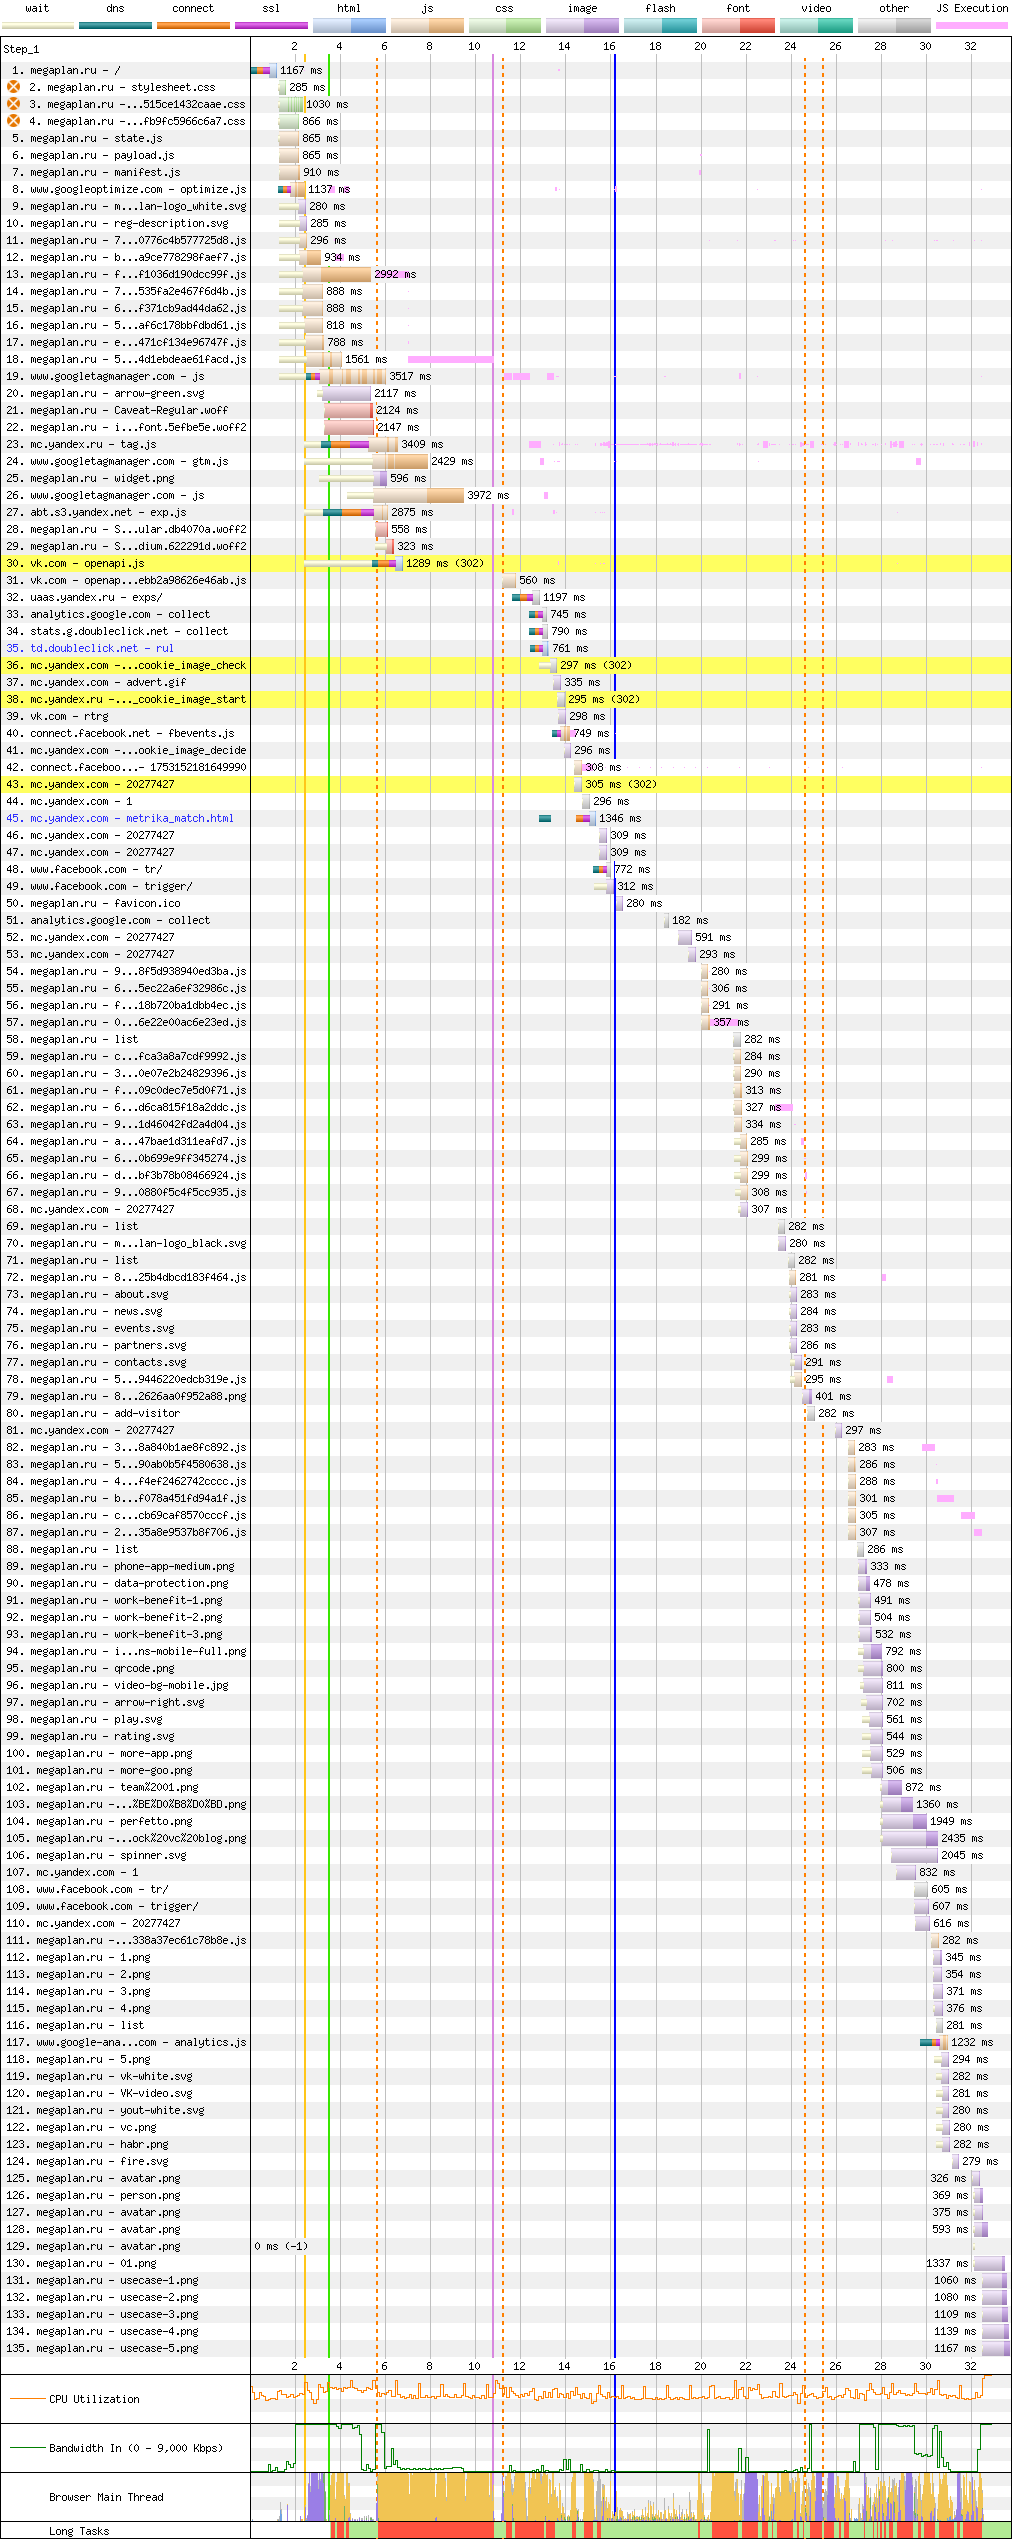 wait dns connect ssl html js css image flash font video other JS Execution
Step_1 2 4 6 8 10 12 14 16 18 20 22 24 26 28 30 32
1. megaplan.ru - / 1167 ms
2. megaplan.ru - stylesheet.css 285 ms
3. megaplan.ru -...515ce1432caae.css 1030 ms
4. megaplan.ru -...fb9fc5966c6a7.css 866 ms
5. megaplan.ru - state.js 865 ms
6. megaplan.ru - payload.js 865 ms
7. megaplan.ru - manifest.js 910 ms
8. www.googleoptimize.com - optimize.js 1137 ms
9. megaplan.ru - m...lan-logo_white.svg 280 ms
10. megaplan.ru - reg-description.svg 285 ms
11. megaplan.ru - 7...0776c4b577725d8.js 296 ms
12. megaplan.ru - b...a9ce778298faef7.js 934 ms
13. megaplan.ru - f...f1036d190dcc99f.js 2992 ms
14. megaplan.ru - 7...535fa2e467f6d4b.js 888 ms
15. megaplan.ru - 6...f371cb9ad44da62.js 888 ms
16. megaplan.ru - 5...af6c178bbfdbd61.js 818 ms
17. megaplan.ru - e...471cf134e96747f.js 788 ms
18. megaplan.ru - 5...4d1ebdeae61facd.js 1561 ms
19. www.googletagmanager.com - js 3517 ms
20. megaplan.ru - arrow-green.svg 2117 ms
21. megaplan.ru - Caveat-Regular.woff 2124 ms
22. megaplan.ru - i...font.5efbe5e.woff2 2147 ms
23. mc.yandex.ru - tag.js 3409 ms
24. www.googletagmanager.com - gtm.js 2429 ms
25. megaplan.ru - widget.png 596 ms
26. www.googletagmanager.com - js 3972 ms
27. abt.s3.yandex.net - exp.js 2875 ms
28. megaplan.ru - S...ular.db4070a.woff2 558 ms
29. megaplan.ru - S...dium.622291d.woff2 323 ms
30. vk.com - openapi.js 1289 ms (302)
31. vk.com - openap...ebb2a98626e46ab.js 560 ms
32. uaas.yandex.ru - exps/ 1197 ms
33. analytics.google.com - collect 745 ms
34. stats.g.doubleclick.net - collect 790 ms
35. td.doubleclick.net - rul 761 ms
36. mc.yandex.com -...cookie_image_check 297 ms (302)
37. mc.yandex.com - advert.gif 335 ms
38. mc.yandex.ru -..._cookie_image_start 295 ms (302)
39. vk.com - rtrg 298 ms
40. connect.facebook.net - fbevents.js 749 ms
41. mc.yandex.com -...ookie_image_decide 296 ms
42. connect.faceboo...- 1753152181649990 308 ms
43. mc.yandex.com - 20277427 305 ms (302)
44. mc.yandex.com - 1 296 ms
45. mc.yandex.com - metrika_match.html 1346 ms
46. mc.yandex.com - 20277427 309 ms
47. mc.yandex.com - 20277427 309 ms
48. www.facebook.com - tr/ 772 ms
49. www.facebook.com - trigger/ 312 ms
50. megaplan.ru - favicon.ico 280 ms
51. analytics.google.com - collect 182 ms
52. mc.yandex.com - 20277427 591 ms
53. mc.yandex.com - 20277427 293 ms
54. megaplan.ru - 9...8f5d938940ed3ba.js 280 ms
55. megaplan.ru - 6...5ec22a6ef32986c.js 306 ms
56. megaplan.ru - f...18b720ba1dbb4ec.js 291 ms
57. megaplan.ru - 0...6e22e00ac6e23ed.js 357 ms
58. megaplan.ru - list 282 ms
59. megaplan.ru - c...fca3a8a7cdf9992.js 284 ms
60. megaplan.ru - 3...0e07e2b24829396.js 290 ms
61. megaplan.ru - f...09c0dec7e5d0f71.js 313 ms
62. megaplan.ru - 6...d6ca815f18a2ddc.js 327 ms
63. megaplan.ru - 9...1d46042fd2a4d04.js 334 ms
64. megaplan.ru - a...47bae1d311eafd7.js 285 ms
65. megaplan.ru - 6...0b699e9ff345274.js 299 ms
66. megaplan.ru - d...bf3b78b08466924.js 299 ms
67. megaplan.ru - 9...0880f5c4f5cc935.js 308 ms
68. mc.yandex.com - 20277427 307 ms
69. megaplan.ru - list 282 ms
70. megaplan.ru - m...lan-logo_black.svg 280 ms
71. megaplan.ru - list 282 ms
72. megaplan.ru - 8...25b4dbcd183f464.js 281 ms
73. megaplan.ru - about.svg 283 ms
74. megaplan.ru - news.svg 284 ms
75. megaplan.ru - events.svg 283 ms
76. megaplan.ru - partners.svg 286 ms
77. megaplan.ru - contacts.svg 291 ms
78. megaplan.ru - 5...9446220edcb319e.js 295 ms
79. megaplan.ru - 8...2626aa0f952a88.png 401 ms
80. megaplan.ru - add-visitor 282 ms
81. mc.yandex.com - 20277427 297 ms
82. megaplan.ru - 3...8a840b1ae8fc892.js 283 ms
83. megaplan.ru - 5...90ab0b5f4580638.js 286 ms
84. megaplan.ru - 4...f4ef2462742cccc.js 288 ms
85. megaplan.ru - b...f078a451fd94a1f.js 301 ms
86. megaplan.ru - c...cb69caf8570cccf.js 305 ms
87. megaplan.ru - 2...35a8e9537b8f706.js 307 ms
88. megaplan.ru - list 286 ms
89. megaplan.ru - phone-app-medium.png 333 ms
90. megaplan.ru - data-protection.png 478 ms
91. megaplan.ru - work-benefit-1.png 491 ms
92. megaplan.ru - work-benefit-2.png 504 ms
93. megaplan.ru - work-benefit-3.png 532 ms
94. megaplan.ru - i...ns-mobile-full.png 792 ms
95. megaplan.ru - qrcode.png 800 ms
96. megaplan.ru - video-bg-mobile.jpg 811 ms
97. megaplan.ru - arrow-right.svg 702 ms
98. megaplan.ru - play.svg 561 ms
99. megaplan.ru - rating.svg 544 ms
100. megaplan.ru - more-app.png 529 ms
101. megaplan.ru - more-goo.png 506 ms
102. megaplan.ru - team%2001.png 872 ms
103. megaplan.ru -...%BE%D0%B8%D0%BD.png 1360 ms
104. megaplan.ru - perfetto.png 1949 ms
105. megaplan.ru -...ock%20vc%20blog.png 2435 ms
106. megaplan.ru - spinner.svg 2045 ms
107. mc.yandex.com - 1 832 ms
108. www.facebook.com - tr/ 605 ms
109. www.facebook.com - trigger/ 607 ms
110. mc.yandex.com - 20277427 616 ms
111. megaplan.ru -...338a37ec61c78b8e.js 282 ms
112. megaplan.ru - 1.png 345 ms
113. megaplan.ru - 2.png 354 ms
114. megaplan.ru - 3.png 371 ms
115. megaplan.ru - 4.png 376 ms
116. megaplan.ru - list 281 ms
117. www.google-ana...com - analytics.js 1232 ms
118. megaplan.ru - 5.png 294 ms
119. megaplan.ru - vk-white.svg 282 ms
120. megaplan.ru - VK-video.svg 281 ms
121. megaplan.ru - yout-white.svg 280 ms
122. megaplan.ru - vc.png 280 ms
123. megaplan.ru - habr.png 282 ms
124. megaplan.ru - fire.svg 279 ms
125. megaplan.ru - avatar.png 326 ms
126. megaplan.ru - person.png 369 ms
127. megaplan.ru - avatar.png 375 ms
128. megaplan.ru - avatar.png 593 ms
129. megaplan.ru - avatar.png 0 ms (-1)
130. megaplan.ru - 01.png 1337 ms
131. megaplan.ru - usecase-1.png 1060 ms
132. megaplan.ru - usecase-2.png 1080 ms
133. megaplan.ru - usecase-3.png 1109 ms
134. megaplan.ru - usecase-4.png 1139 ms
135. megaplan.ru - usecase-5.png 1167 ms
2 4 6 8 10 12 14 16 18 20 22 24 26 28 30 32
CPU Utilization
Bandwidth In (0 - 9,000 Kbps)
Browser Main Thread
Long Tasks